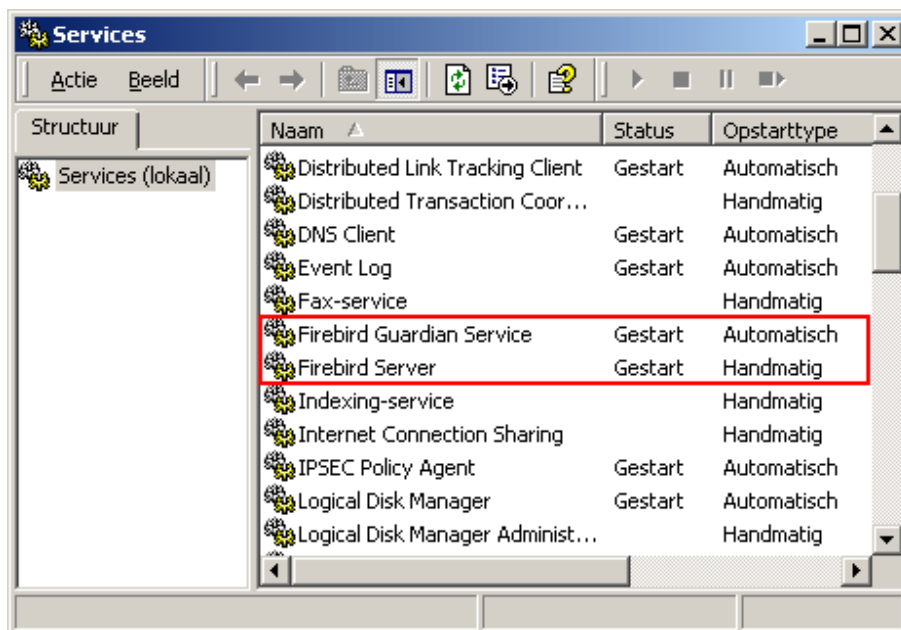 Services
Actie Beeld
Structuur
Services (lokaal)
Naam Status Opstarttype
Distributed Link Tracking Client Gestart Automatisch
Distributed Transaction Coor... Handmatig
DNS Client Gestart Automatisch
Event Log Gestart Automatisch
Fax-service Handmatig
Firebird Guardian Service Gestart Automatisch
Firebird Server Gestart Handmatig
Indexing-service Handmatig
Internet Connection Sharing Handmatig
IPSEC Policy Agent Gestart Automatisch
Logical Disk Manager Gestart Automatisch
Logical Disk Manager Administ... Handmatig